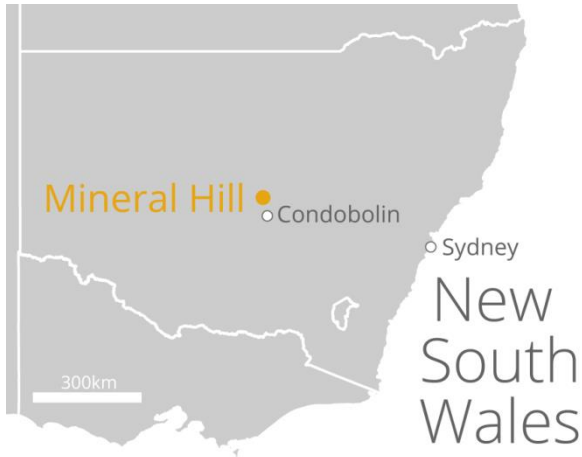 Mineral Hill
Condobolin
Sydney
New
South
Wales
300km